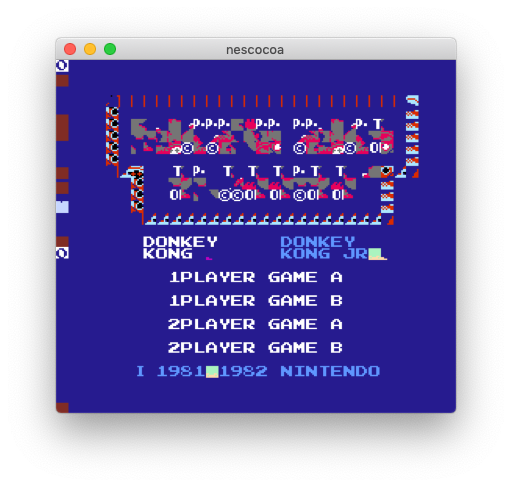 nescocoa
DONKEY KONG
DONKEY KONG JR
1PLAYER GAME A
1PLAYER GAME B
2PLAYER GAME A
2PLAYER GAME B
I 1981 1982 NINTENDO